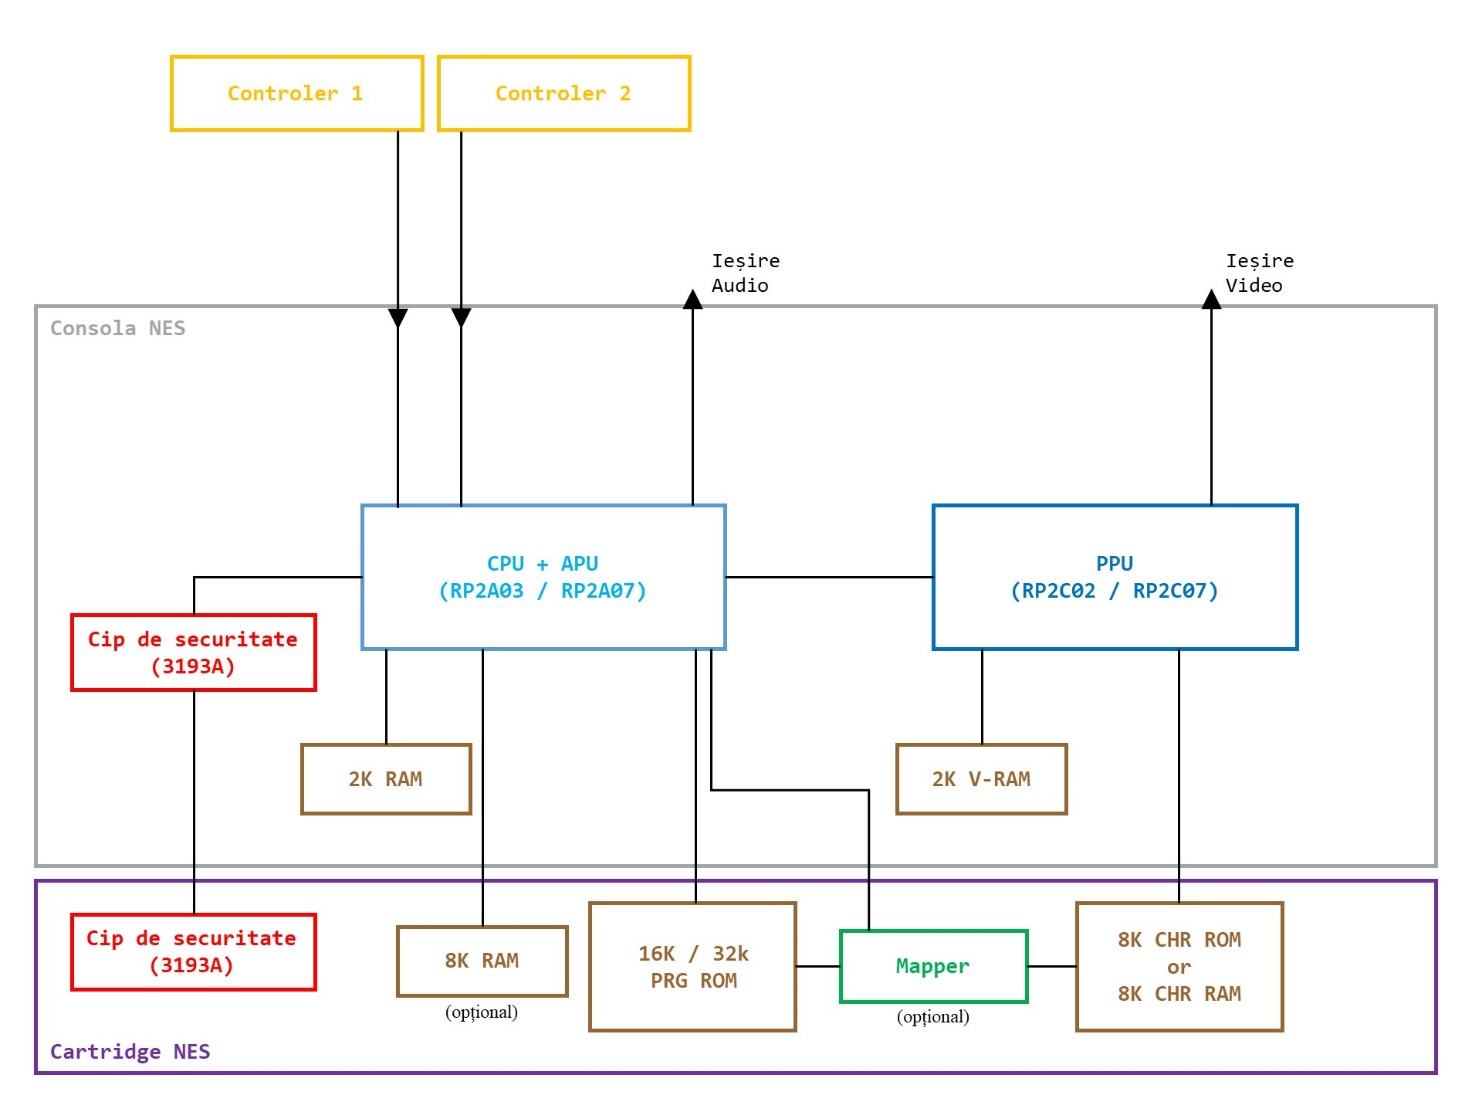 Controler 1
Controler 2
Ieșire
Audio
Ieșire
Video
Consola NES
CPU + APU
(RP2A03 / RP2A07)
PPU
(RP2C02 / RP2C07)
Cip de securitate
(3193A)
2K RAM
2K V-RAM
Cip de securitate
(3193A)
8K RAM
(opțional)
16K / 32k
PRG ROM
Mapper
(opțional)
8K CHR ROM
or
8K CHR RAM
Cartridge NES